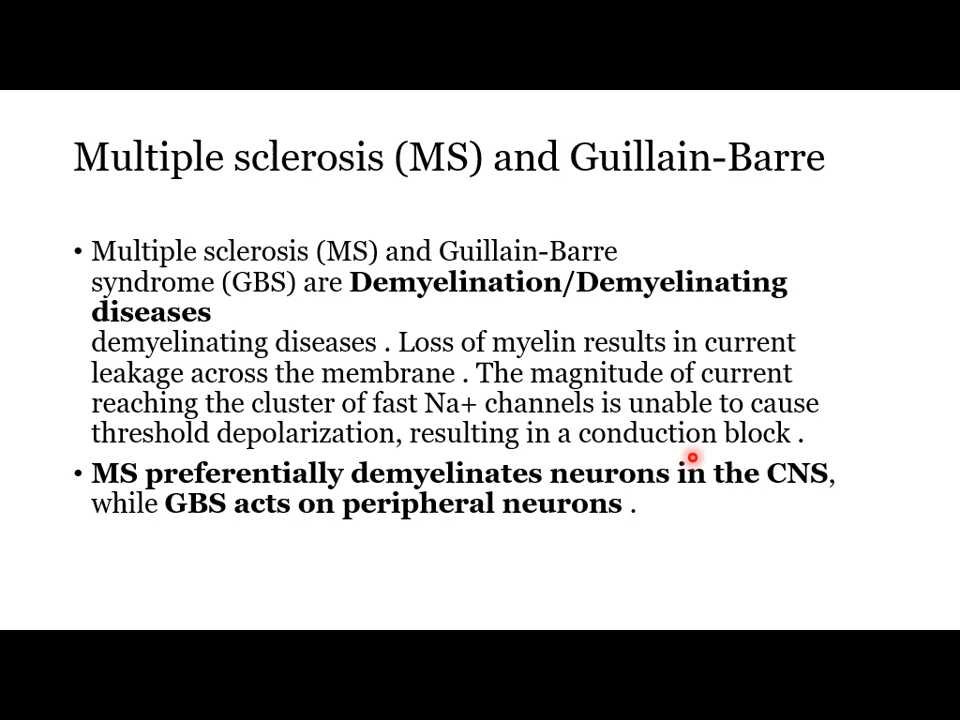 Multiple sclerosis (MS) and Guillain-Barre
• Multiple sclerosis (MS) and Guillain-Barre
syndrome (GBS) are Demyelination/Demyelinating
diseases
demyelinating diseases . Loss of myelin results in current
leakage across the membrane . The magnitude of current
reaching the cluster of fast Na+ channels is unable to cause
threshold depolarization, resulting in a conduction block .
• MS preferentially demyelinates neurons in the CNS,
while GBS acts on peripheral neurons .